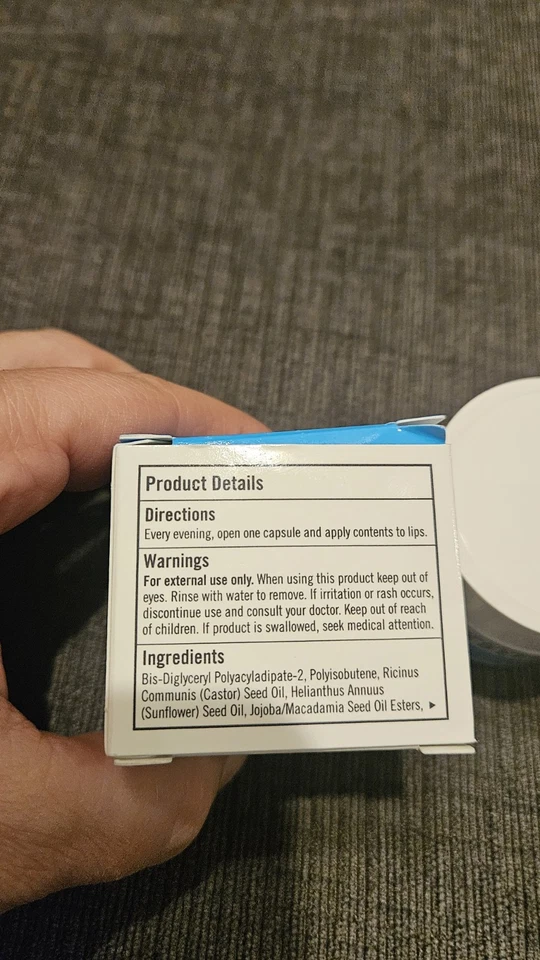 Product Details
Directions
Every evening, open one capsule and apply contents to lips.
Warnings
For external use only. When using this product keep out of
eyes. Rinse with water to remove. If irritation or rash occurs,
discontinue use and consult your doctor. Keep out of reach
of children. If product is swallowed, seek medical attention.
Ingredients
Bis-Diglyceryl Polyacyladipate-2, Polyisobutene, Ricinus
Communis (Castor) Seed Oil, Helianthus Annuus
(Sunflower) Seed Oil, Jojoba/Macadamia Seed Oil Esters, ▶